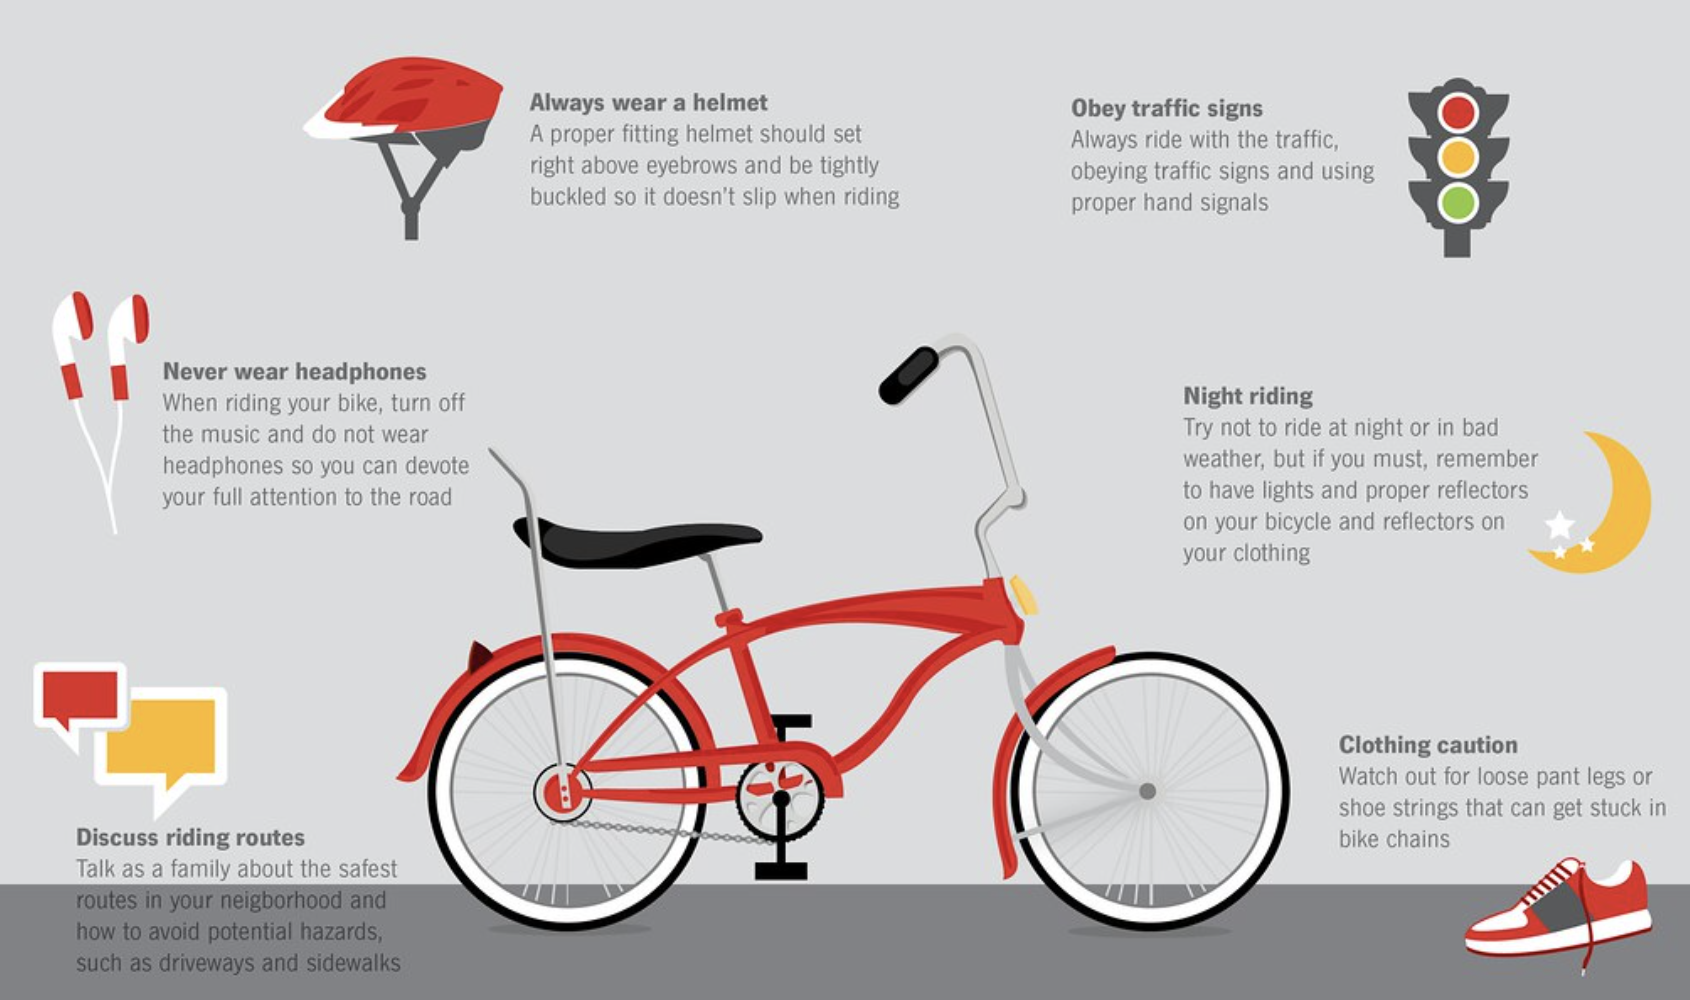 Always wear a helmet
A proper fitting helmet should set
right above eyebrows and be tightly
buckled so it doesn't slip when riding
Obey traffic signs
Always ride with the traffic,
obeying traffic signs and using
proper hand signals
Never wear headphones
When riding your bike, turn off
the music and do not wear
headphones so you can devote
your full attention to the road
Night riding
Try not to ride at night or in bad
weather, but if you must, remember
to have lights and proper reflectors
on your bicycle and reflectors on
your clothing
Discuss riding routes
Talk as a family about the safest
routes in your neigborhood and
how to avoid potential hazards,
such as driveways and sidewalks
Clothing caution
Watch out for loose pant legs or
shoe strings that can get stuck in
bike chains